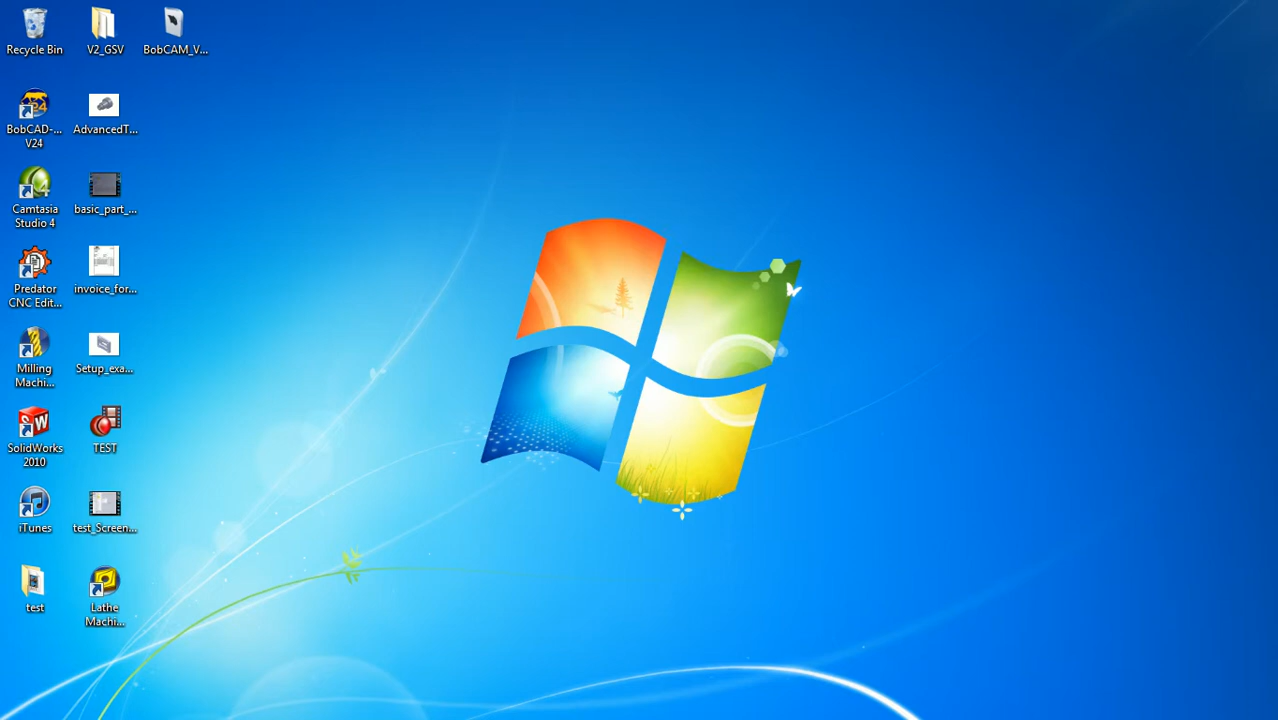 Recycle Bin
V2_GSV
BobCAM_V...
BobCAD-...
V24
AdvancedT...
Camtasia
Studio 4
basic_part_...
Predator
CNC Edit...
invoice_for...
Milling
Machi...
Setup_exa...
SolidWorks
2010
TEST
iTunes
test_Screen...
test
Lathe
Machi...